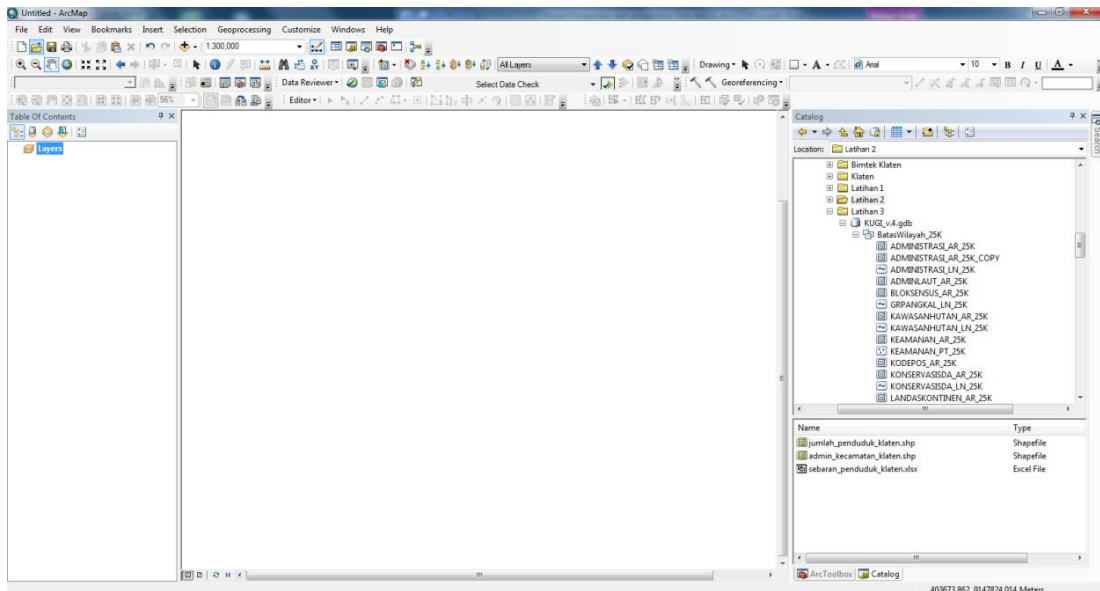 Untitled - ArcMap
File Edit View Bookmarks Insert Selection Geoprocessing Customize Windows Help
1:300,000
All Layers Drawing A Arial 10 B I U A
Data Reviewer Select Data Check Georeferencing
56% Editor
Table Of Contents
Layers
Catalog
Search
Location: Latihan 2
Bimtek Klaten
Klaten
Latihan 1
Latihan 2
Latihan 3
KUGI_v.4.gdb
BatasWilayah_25K
ADMINISTRASI_AR_25K
ADMINISTRASI_AR_25K_COPY
ADMINISTRASI_LN_25K
ADMINLAUT_AR_25K
BLOKSENSUS_AR_25K
GRPANGKAL_LN_25K
KAWASANHUTAN_AR_25K
KAWASANHUTAN_LN_25K
KEAMANAN_AR_25K
KEAMANAN_PT_25K
KODEPOS_AR_25K
KONSERVASISDA_AR_25K
KONSERVASISDA_LN_25K
LANDASKONTINEN_AR_25K
Name Type
jumlah_penduduk_klaten.shp Shapefile
admin_kecamatan_klaten.shp Shapefile
sebaran_penduduk_klaten.xlsx Excel File
ArcToolbox Catalog
403673.862 9147824.014 Meters